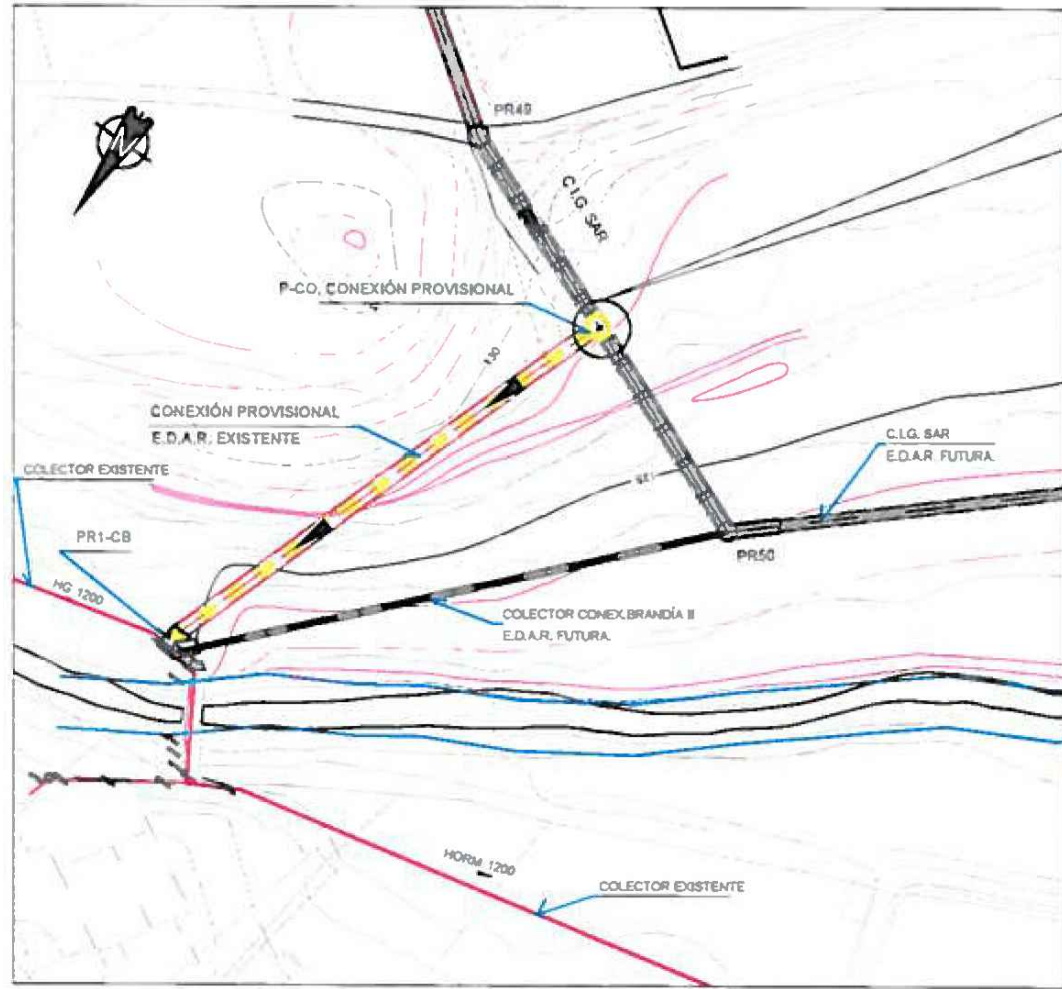 N
PR49
C.I.G. SAR
P-CO. CONEXIÓN PROVISIONAL
130
CONEXIÓN PROVISIONAL
E.D.A.R. EXISTENTE
COLECTOR EXISTENTE
C.I.G. SAR
E.D.A.R. FUTURA.
125
PR1-CB
PR50
HG 1200
COLECTOR CONEX.BRANDÍA II
E.D.A.R. FUTURA.
HORM 1200
COLECTOR EXISTENTE